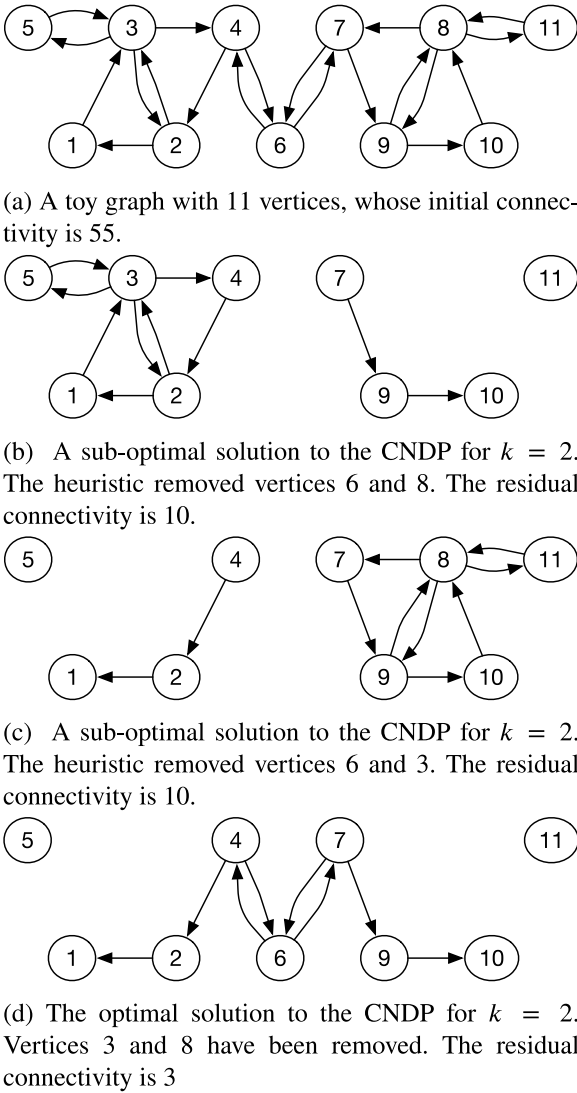 5 3 4 7 8 11
1 2 6 9 10
(a) A toy graph with 11 vertices, whose initial connec-
tivity is 55.
5 3 4 7 11
1 2 9 10
(b) A sub-optimal solution to the CNDP for k = 2.
The heuristic removed vertices 6 and 8. The residual
connectivity is 10.
5 4 7 8 11
1 2 9 10
(c) A sub-optimal solution to the CNDP for k = 2.
The heuristic removed vertices 6 and 3. The residual
connectivity is 10.
5 4 7 11
1 2 6 9 10
(d) The optimal solution to the CNDP for k = 2.
Vertices 3 and 8 have been removed. The residual
connectivity is 3